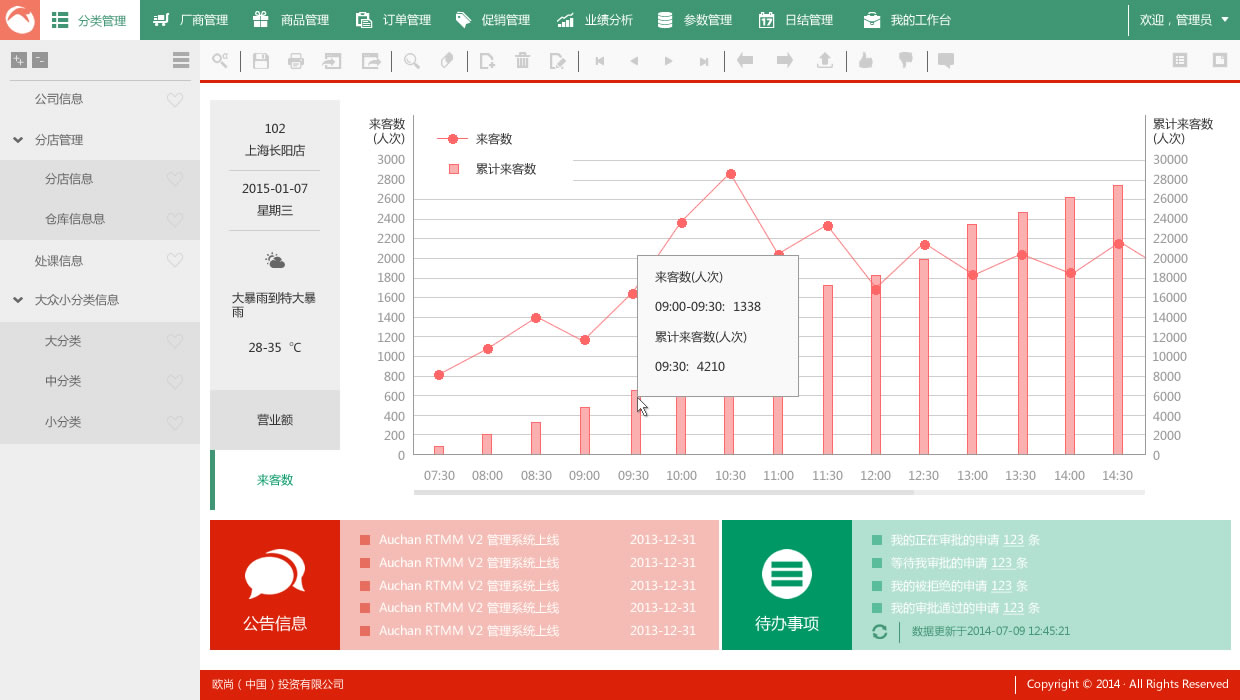 分类管理 厂商管理 商品管理 订单管理 促销管理 业绩分析 参数管理 日结管理 我的工作台 欢迎，管理员
公司信息
分店管理
分店信息
仓库信息息
处课信息
大众小分类信息
大分类
中分类
小分类
102
上海长阳店
2015-01-07
星期三
大暴雨到特大暴
雨
28-35 ℃
营业额
来客数
来客数
(人次)
3000
2800
2600
2400
2200
2000
1800
1600
1400
1200
1000
800
600
400
200
0
来客数
累计来客数
来客数(人次)
09:00-09:30: 1338
累计来客数(人次)
09:30: 4210
累计来客数
(人次)
30000
28000
26000
24000
22000
20000
18000
16000
14000
12000
10000
8000
6000
4000
2000
0
07:30 08:00 08:30 09:00 09:30 10:00 10:30 11:00 11:30 12:00 12:30 13:00 13:30 14:00 14:30
公告信息
Auchan RTMM V2 管理系统上线 2013-12-31
Auchan RTMM V2 管理系统上线 2013-12-31
Auchan RTMM V2 管理系统上线 2013-12-31
Auchan RTMM V2 管理系统上线 2013-12-31
Auchan RTMM V2 管理系统上线 2013-12-31
待办事项
我的正在审批的申请 123 条
等待我审批的申请 123 条
我的被拒绝的申请 123 条
我的审批通过的申请 123 条
数据更新于2014-07-09 12:45:21
欧尚（中国）投资有限公司
Copyright © 2014 · All Rights Reserved